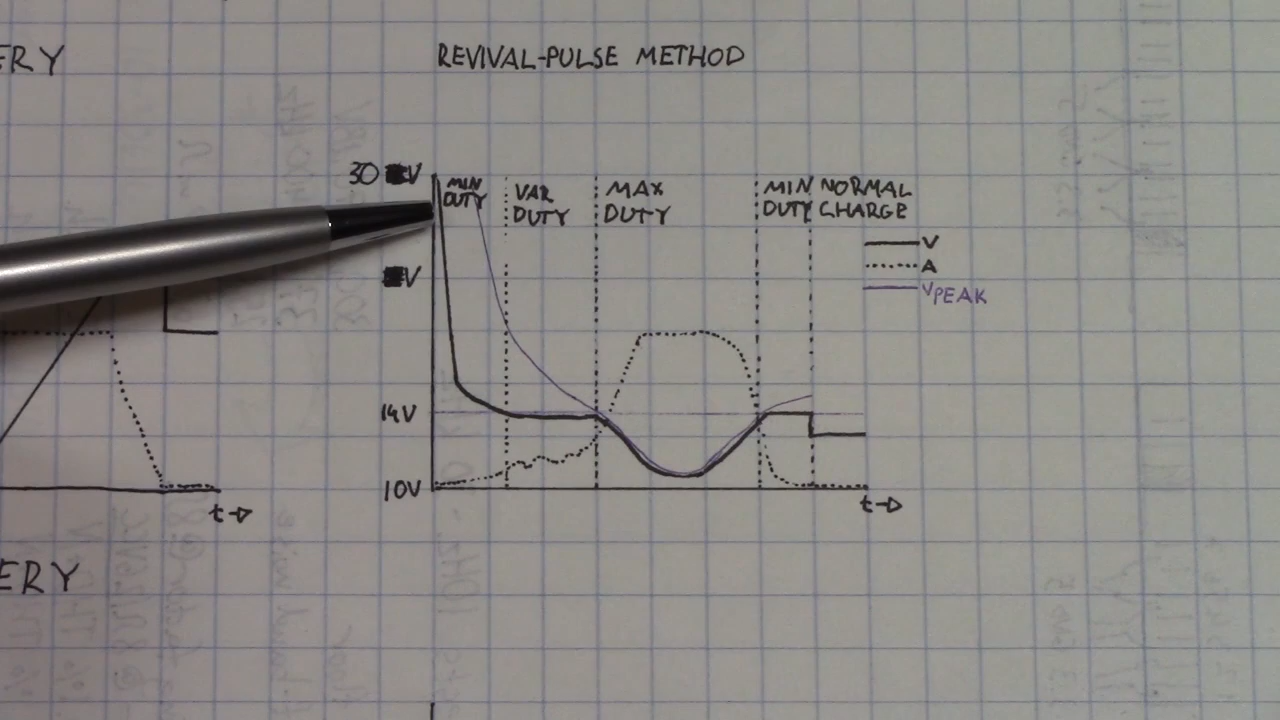 ERY
REVIVAL-PULSE METHOD
30 V
MIN DUTY
VAR DUTY
MAX DUTY
MIN DUTY
NORMAL CHARGE
V
A
VPEAK
V
14V
10V
t
t
ERY